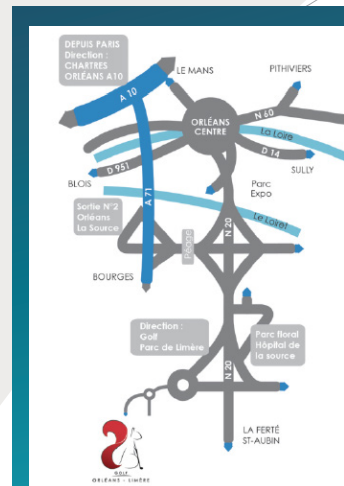 DEPUIS PARIS
Direction :
CHARTRES
ORLÉANS A10
LE MANS
PITHIVIERS
A 10
N 60
ORLÉANS
CENTRE
La Loire
D 951
D 14
BLOIS
SULLY
Parc
Expo
A 71
Sortie N°2
Orléans
La Source
Le Loiret
N 20
Péage
BOURGES
Direction :
Golf
Parc de Limère
Parc floral
Hôpital de
la source
N 20
LA FERTÉ
ST-AUBIN
GOLF
ORLÉANS - LIMÈRE